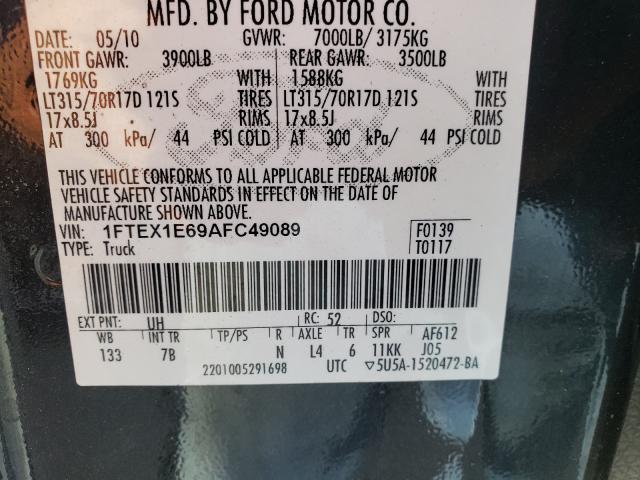 MFD. BY FORD MOTOR CO.
DATE: 05/10 GVWR: 7000LB/ 3175KG
FRONT GAWR: 3900LB REAR GAWR: 3500LB
1769KG WITH 1588KG WITH
LT315/70R17D 121S TIRES LT315/70R17D 121S TIRES
17x8.5J RIMS 17x8.5J RIMS
AT 300 kPa/ 44 PSI COLD AT 300 kPa/ 44 PSI COLD
THIS VEHICLE CONFORMS TO ALL APPLICABLE FEDERAL MOTOR
VEHICLE SAFETY STANDARDS IN EFFECT ON THE DATE OF
MANUFACTURE SHOWN ABOVE.
VIN: 1FTEX1E69AFC49089 F0139
TYPE: Truck T0117
EXT PNT: UH RC: 52 DSO:
WB INT TR TP/PS R AXLE TR SPR AF612
133 7B N L4 6 11KK J05
2201005291698 UTC ▽5U5A-1520472-BA